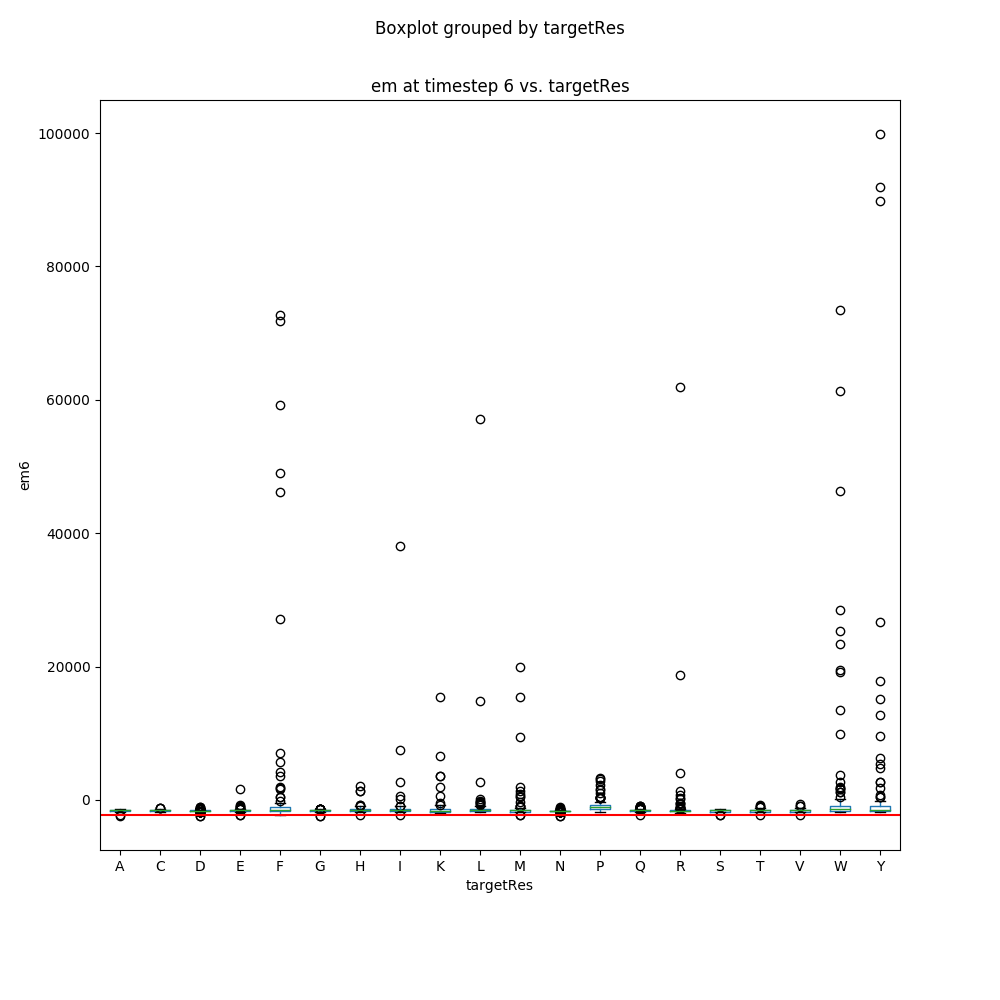 Boxplot grouped by targetRes
em at timestep 6 vs. targetRes
100000
80000
60000
40000
20000
0
em6
A C D E F G H I K L M N P Q R S T V W Y
targetRes